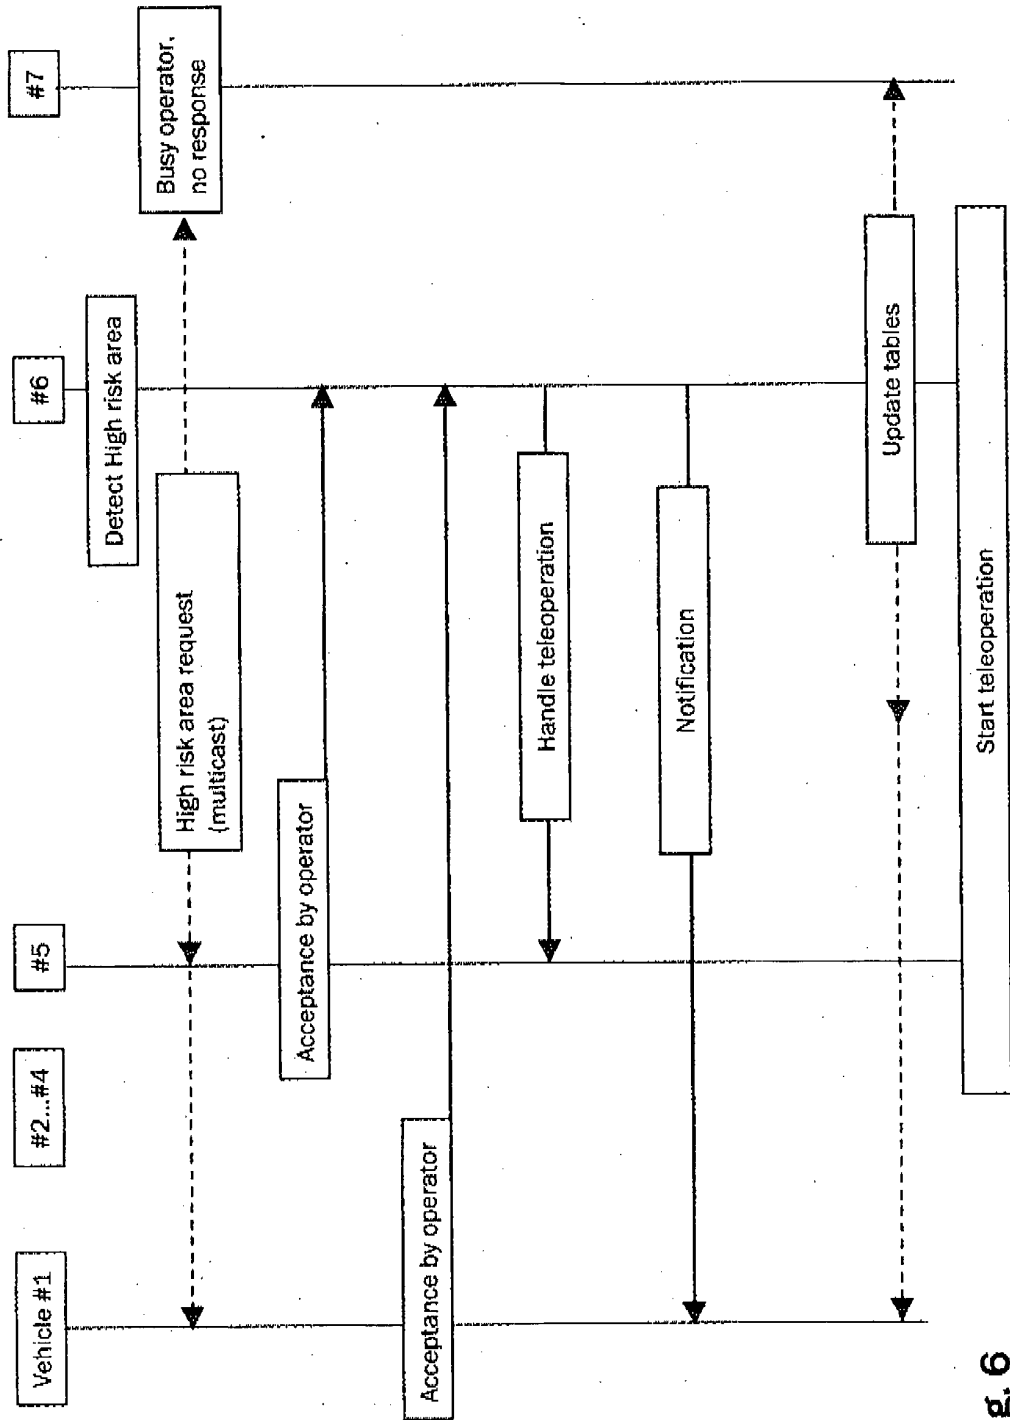 Vehicle #1
#2...#4
#5
#6
#7
Detect High risk area
Busy operator,
no response
High risk area request
(multicast)
Acceptance by operator
Acceptance by operator
Handle teleoperation
Notification
Update tables
Start teleoperation
g. 6